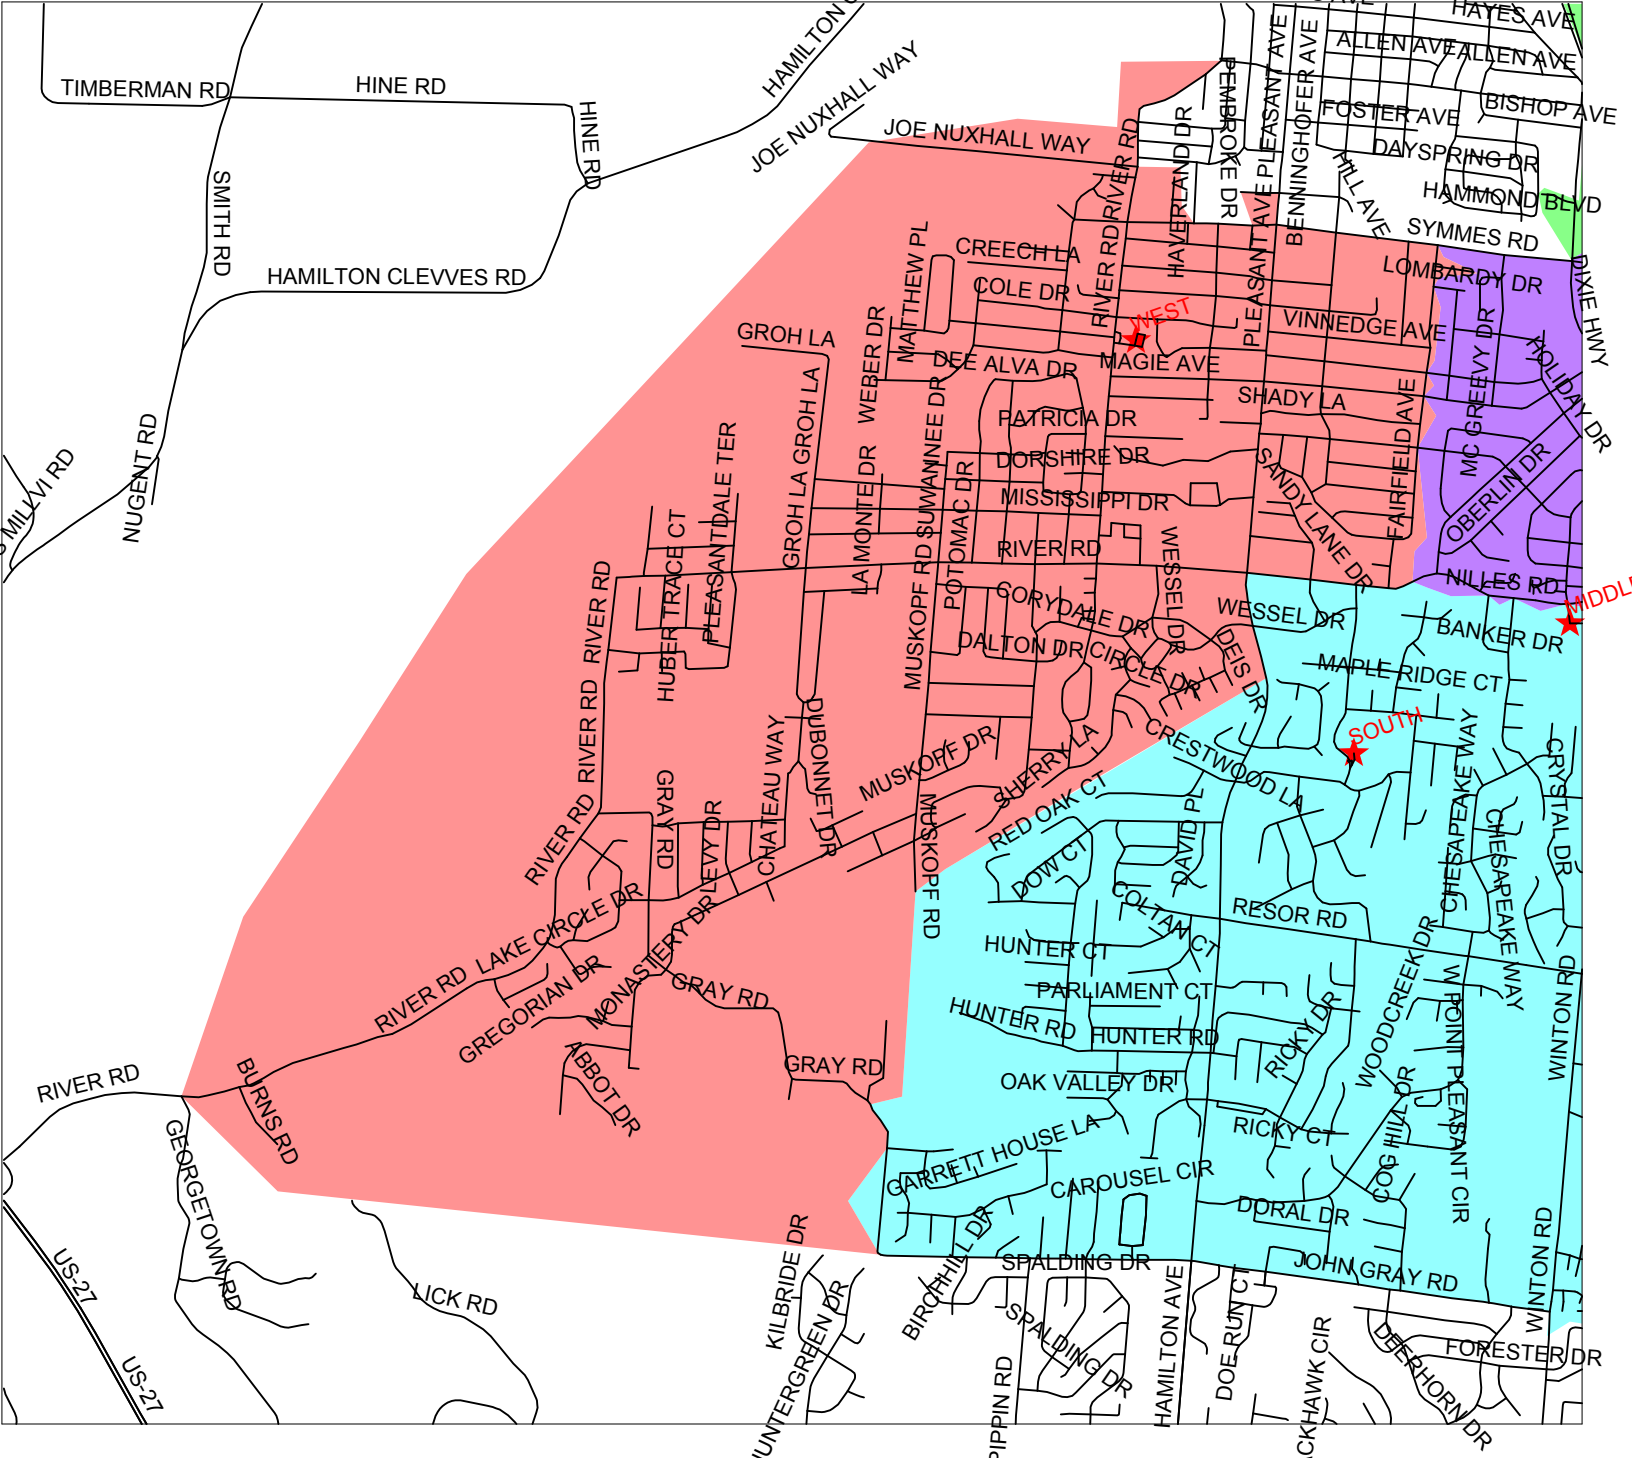 HAYES AVE
ALLEN AVE
ALLEN AVE
TIMBERMAN RD
HINE RD
HINE RD
JOE NUXHALL WAY
JOE NUXHALL WAY
PEMBROKE DR
PLEASANT AVE
PLEASANT AVE
BENNINGHOFER AVE
FOSTER AVE
BISHOP AVE
DAYSPRING DR
HAMMOND BLVD
HILL AVE
SYMMES RD
SMITH RD
HAMILTON CLEVVES RD
RIVER RD
RIVER RD
HAVERLAND DR
LOMBARDY DR
DIXIE HWY
MATTHEW PL
CREECH LA
COLE DR
WEST
VINNEDGE AVE
GROH LA
WEBER DR
DEE ALVA DR
MAGIE AVE
MC GREEVY DR
HOLIDAY DR
SHADY LA
PATRICIA DR
FAIRFIELD AVE
GROH LA
GROH LA
SUWANNEE DR
NUGENT RD
PLEASANTDALE TER
LA MONTE DR
DORSHIRE DR
SANDY LANE DR
OBERLIN DR
POTOMAC DR
MISSISSIPPI DR
HUBER TRACE CT
RIVER RD
MUSKOPF RD
WESSEL DR
NILLES RD
MIDDLE
RIVER RD
CORYDALE DR
WESSEL DR
BANKER DR
DALTON DR
CIRCLE DR
DEIS DR
MAPLE RIDGE CT
RIVER RD
SOUTH
DUBONNET DR
CHATEAU WAY
MUSKOPF DR
SHERRY LA
CRESTWOOD LA
CHESAPEAKE WAY
CRYSTAL DR
RIVER RD
GRAY RD
LEVY DR
RED OAK CT
DOW CT
DAVID PL
CHESAPEAKE WAY
MUSKOPF RD
COLTAN CT
RESOR RD
LAKE CIRCLE DR
MONASTERY DR
HUNTER CT
WOODCREEK DR
RIVER RD
GREGORIAN DR
GRAY RD
PARLIAMENT CT
HUNTER RD
HUNTER RD
RICKY DR
W POINT PLEASANT CIR
WINTON RD
RIVER RD
BURNS RD
ABBOT DR
GRAY RD
OAK VALLEY DR
COG HILL DR
RICKY CT
GARRETT HOUSE LA
CAROUSEL CIR
GEORGETOWN RD
DORAL DR
KILBRIDE DR
BIRCHHILL DR
SPALDING DR
JOHN GRAY RD
WINTON RD
US-27
LICK RD
SPALDING DR
HAMILTON AVE
DOE RUN CT
DEERHORN DR
FORESTER DR
US-27